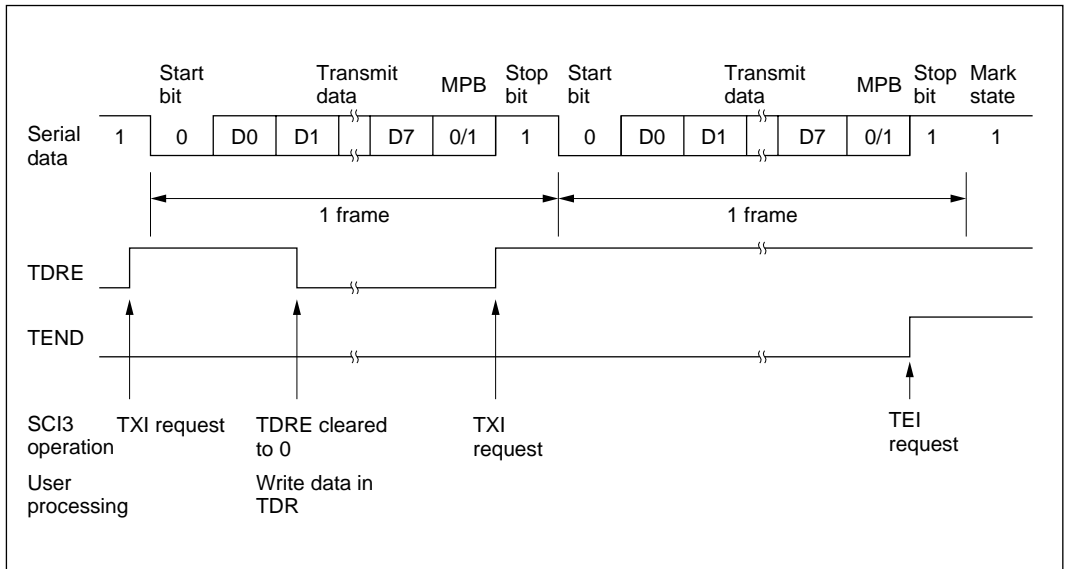 Start bit Transmit data MPB Stop bit Start bit Transmit data MPB Stop bit Mark state
Serial data 1 0 D0 D1 D7 0/1 1 0 D0 D1 D7 0/1 1 1
1 frame 1 frame
TDRE
TEND
SCI3 operation TXI request TDRE cleared to 0 TXI request TEI request
User processing Write data in TDR